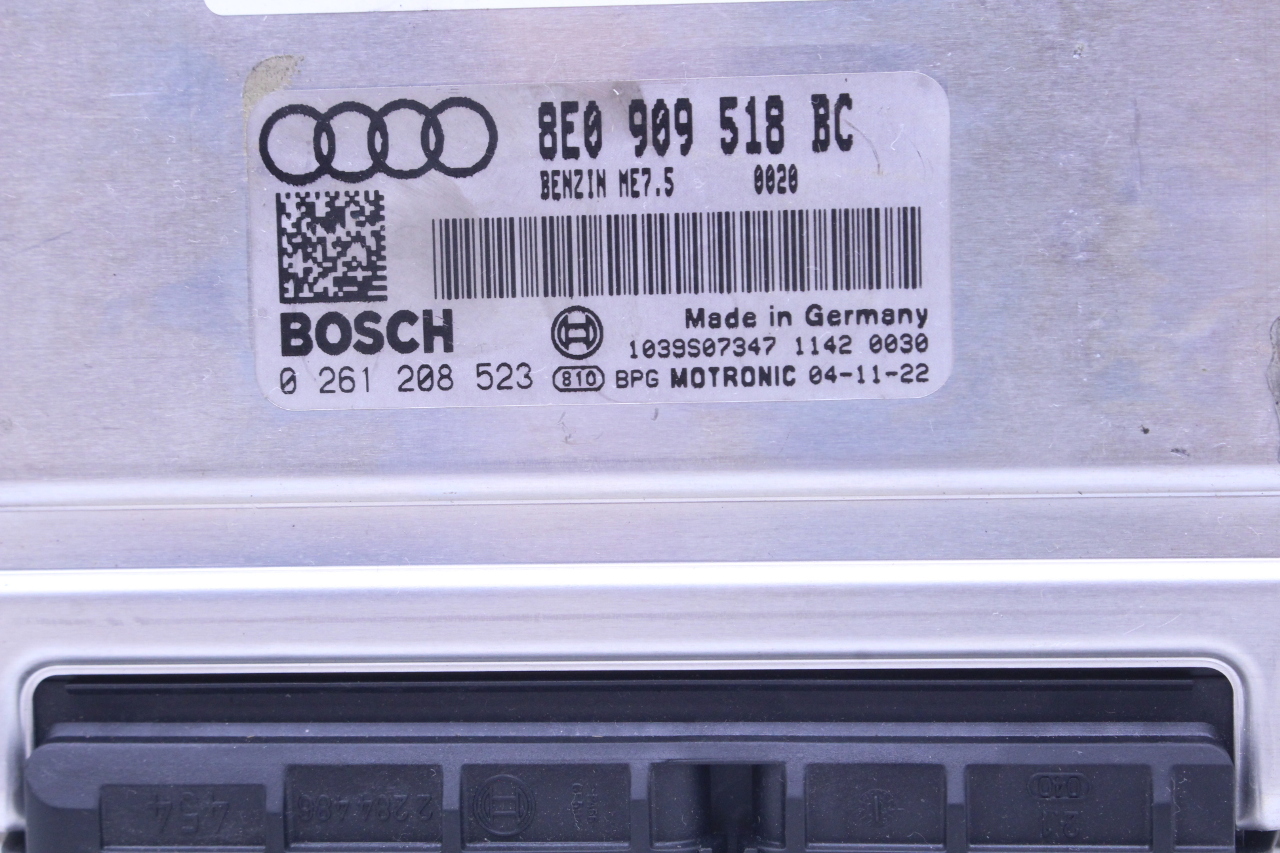 8E0 909 518 BC
BENZIN ME7.5 0020
BOSCH
Made in Germany
1039S07347 1142 0030
0 261 208 523 810 BPG MOTRONIC 04-11-22
454